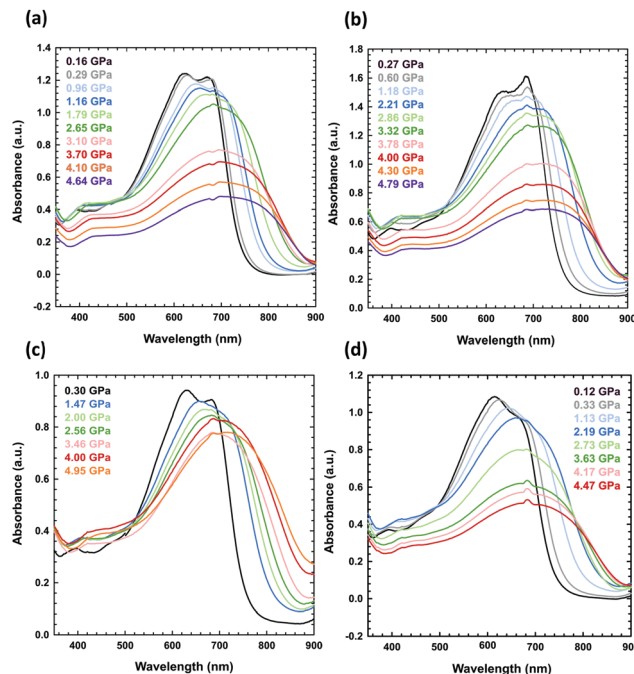 (a)
1.4
1.2
1.0
0.8
0.6
0.4
0.2
0.0
-0.2
Absorbance (a.u.)
0.16 GPa
0.29 GPa
0.96 GPa
1.16 GPa
1.79 GPa
2.65 GPa
3.10 GPa
3.70 GPa
4.10 GPa
4.64 GPa
400 500 600 700 800 900
Wavelength (nm)
(b)
1.8
1.6
1.4
1.2
1.0
0.8
0.6
0.4
0.2
0.0
Absorbance (a.u.)
0.27 GPa
0.60 GPa
1.18 GPa
2.21 GPa
2.86 GPa
3.32 GPa
3.78 GPa
4.00 GPa
4.30 GPa
4.79 GPa
400 500 600 700 800 900
Wavelength (nm)
(c)
1.0
0.8
0.6
0.4
0.2
0.0
Absorbance (a.u.)
0.30 GPa
1.47 GPa
2.00 GPa
2.56 GPa
3.46 GPa
4.00 GPa
4.95 GPa
400 500 600 700 800 900
Wavelength (nm)
(d)
1.2
1.0
0.8
0.6
0.4
0.2
0.0
-0.2
Absorbance (a.u.)
0.12 GPa
0.33 GPa
1.13 GPa
2.19 GPa
2.73 GPa
3.63 GPa
4.17 GPa
4.47 GPa
400 500 600 700 800 900
Wavelength (nm)